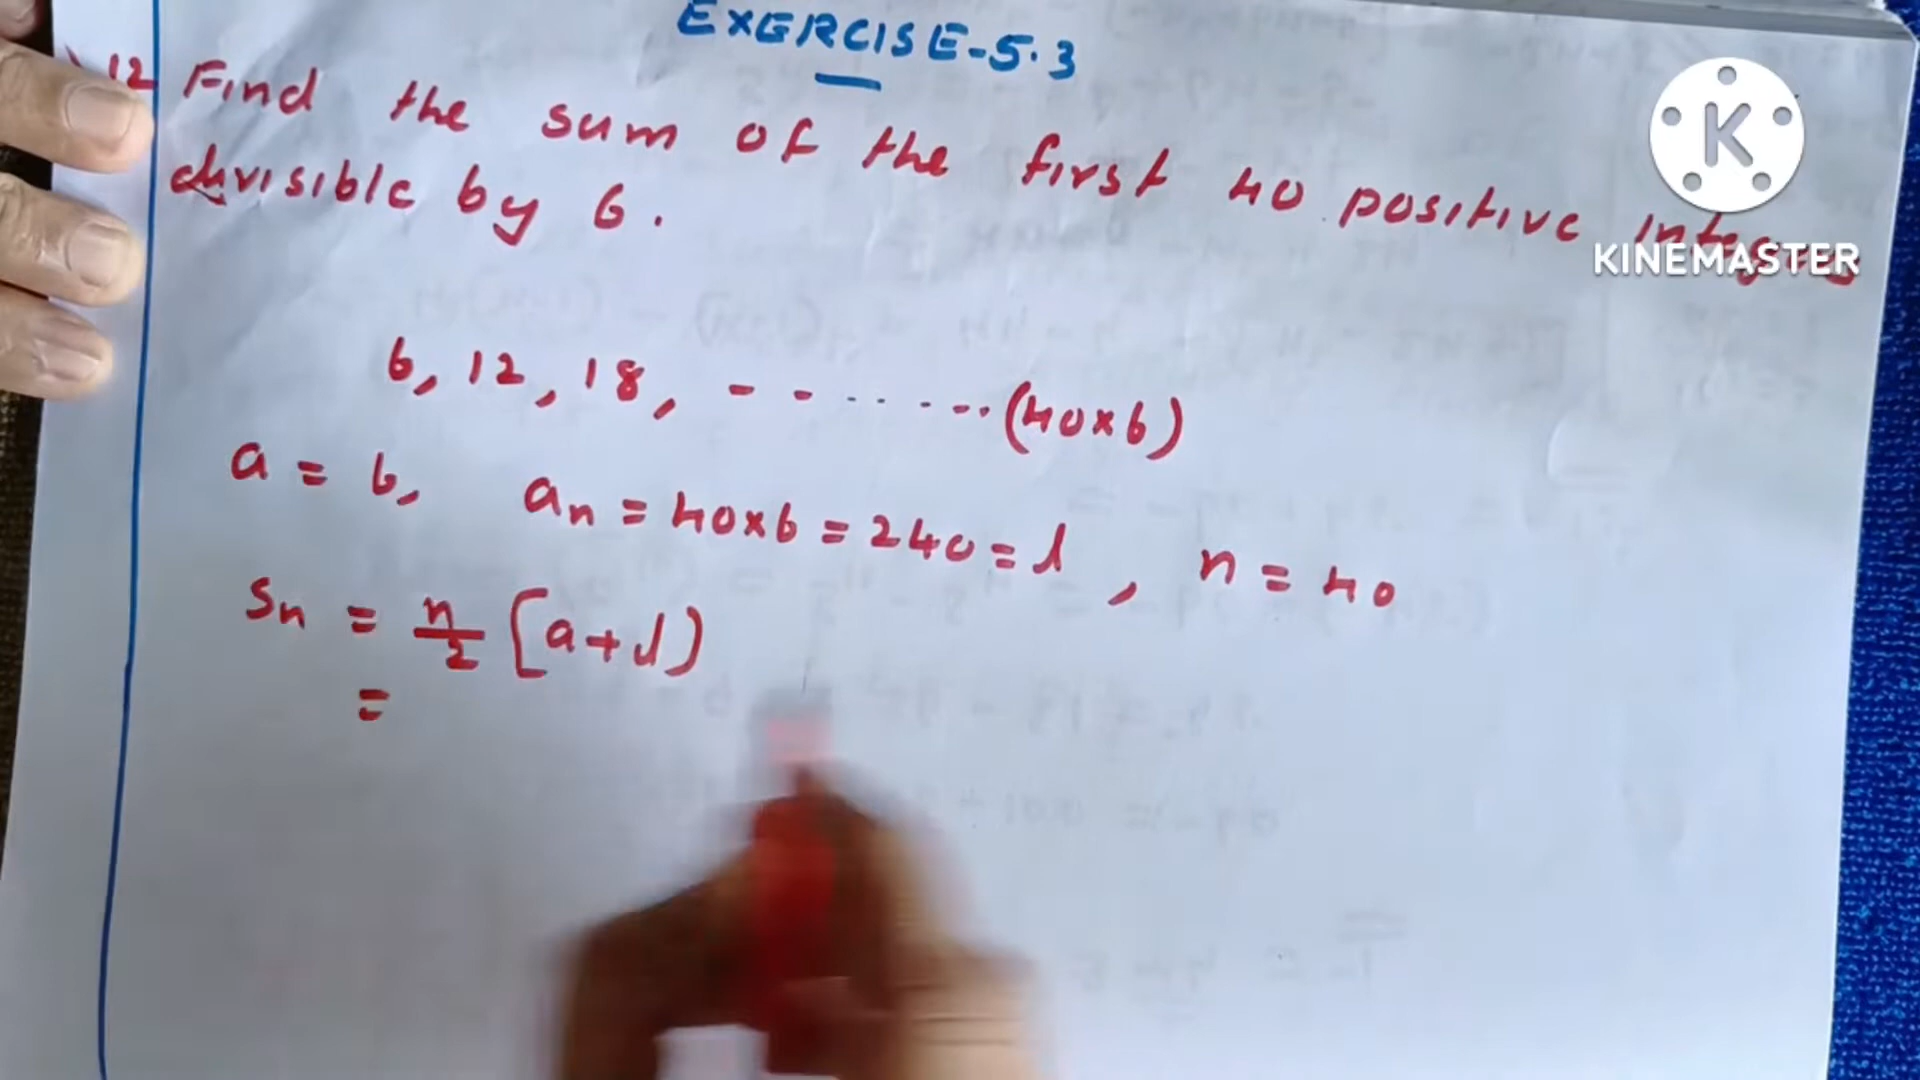 EXERCISE-5.3
12 Find the sum of the first 40 positive integers
divisible by 6.
K
KINEMASTER
6, 12, 18, - - ..... (40×6)
a = 6, an = 40×6 = 240 = l, n = 40
Sn = n/2 [a+l)
=